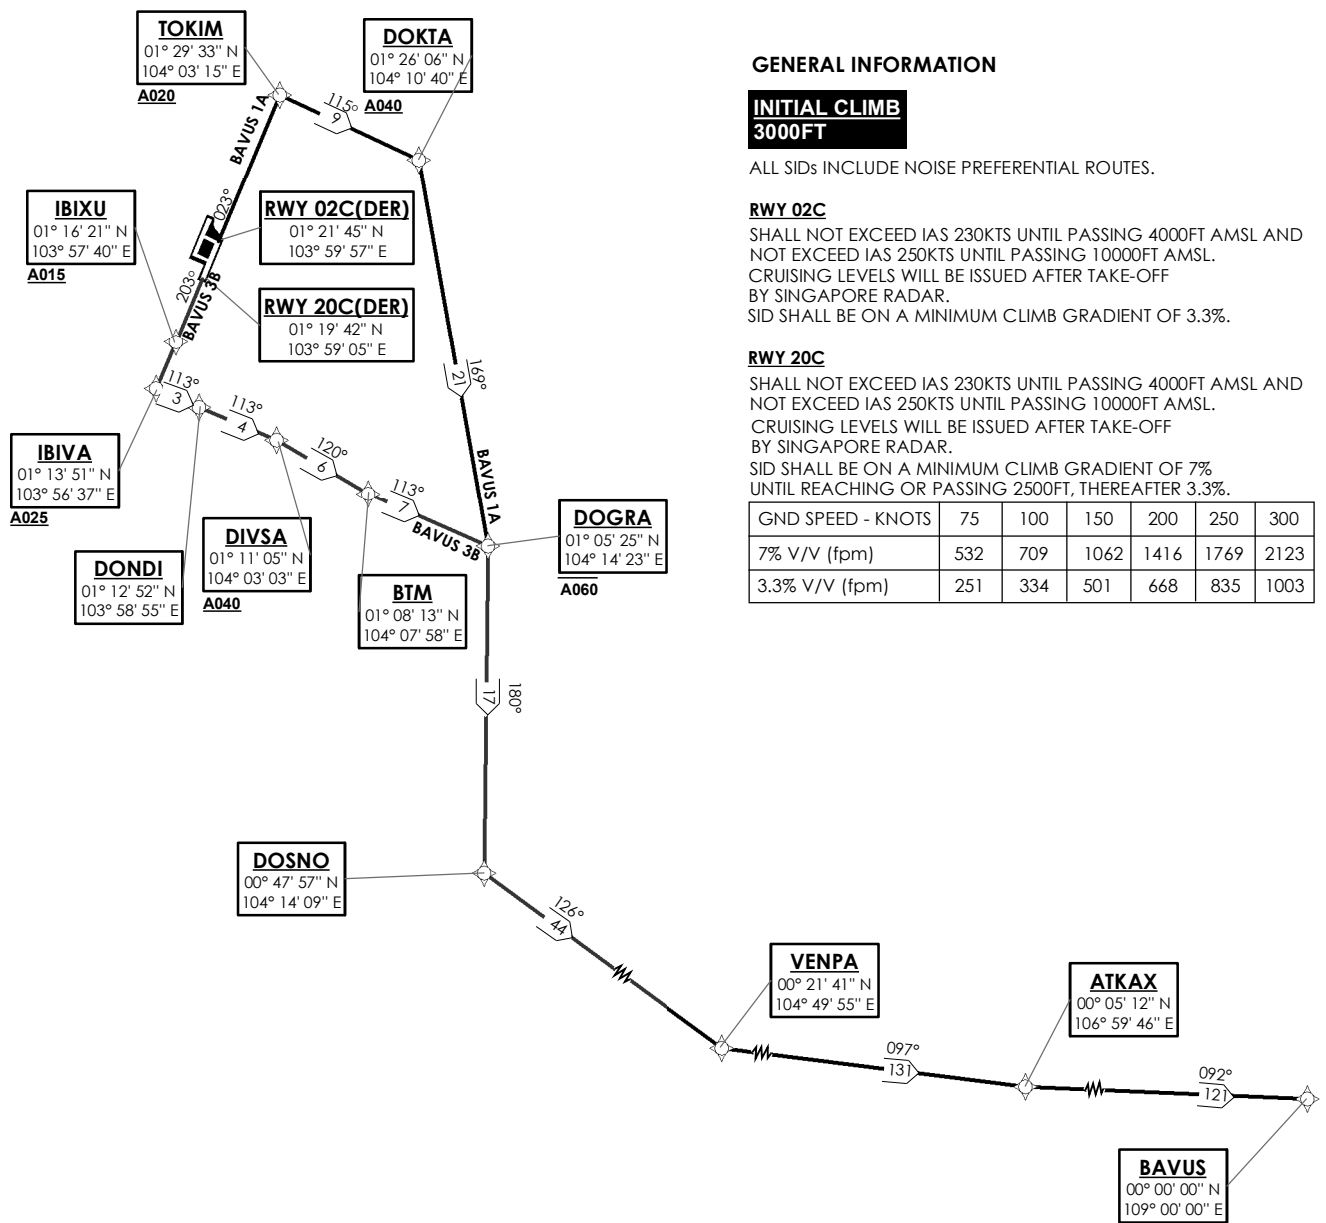 TOKIM
01° 29' 33" N
104° 03' 15" E
A020
DOKTA
01° 26' 06" N
104° 10' 40" E
A040
115°
9
BAVUS 1A
023°
IBIXU
01° 16' 21" N
103° 57' 40" E
A015
RWY 02C(DER)
01° 21' 45" N
103° 59' 57" E
RWY 20C(DER)
01° 19' 42" N
103° 59' 05" E
203°
BAVUS 3B
113°
3
113°
4
120°
6
113°
7
BAVUS 3B
169°
21
BAVUS 1A
IBIVA
01° 13' 51" N
103° 56' 37" E
A025
DONDI
01° 12' 52" N
103° 58' 55" E
DIVSA
01° 11' 05" N
104° 03' 03" E
A040
BTM
01° 08' 13" N
104° 07' 58" E
DOGRA
01° 05' 25" N
104° 14' 23" E
A060
180°
17
DOSNO
00° 47' 57" N
104° 14' 09" E
126°
44
VENPA
00° 21' 41" N
104° 49' 55" E
097°
131
ATKAX
00° 05' 12" N
106° 59' 46" E
092°
121
BAVUS
00° 00' 00" N
109° 00' 00" E
GENERAL INFORMATION
INITIAL CLIMB
3000FT
ALL SIDs INCLUDE NOISE PREFERENTIAL ROUTES.
RWY 02C
SHALL NOT EXCEED IAS 230KTS UNTIL PASSING 4000FT AMSL AND
NOT EXCEED IAS 250KTS UNTIL PASSING 10000FT AMSL.
CRUISING LEVELS WILL BE ISSUED AFTER TAKE-OFF
BY SINGAPORE RADAR.
SID SHALL BE ON A MINIMUM CLIMB GRADIENT OF 3.3%.
RWY 20C
SHALL NOT EXCEED IAS 230KTS UNTIL PASSING 4000FT AMSL AND
NOT EXCEED IAS 250KTS UNTIL PASSING 10000FT AMSL.
CRUISING LEVELS WILL BE ISSUED AFTER TAKE-OFF
BY SINGAPORE RADAR.
SID SHALL BE ON A MINIMUM CLIMB GRADIENT OF 7%
UNTIL REACHING OR PASSING 2500FT, THEREAFTER 3.3%.
GND SPEED - KNOTS 75 100 150 200 250 300
7% V/V (fpm) 532 709 1062 1416 1769 2123
3.3% V/V (fpm) 251 334 501 668 835 1003